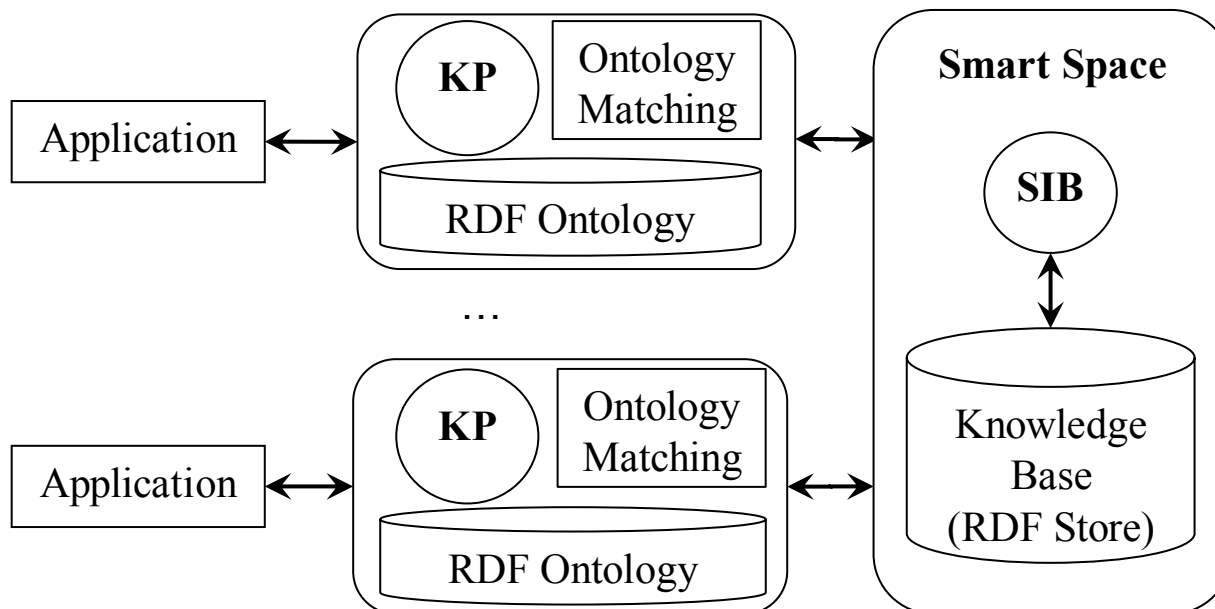 Application
KP
Ontology
Matching
RDF Ontology
...
Application
KP
Ontology
Matching
RDF Ontology
Smart Space
SIB
Knowledge
Base
(RDF Store)